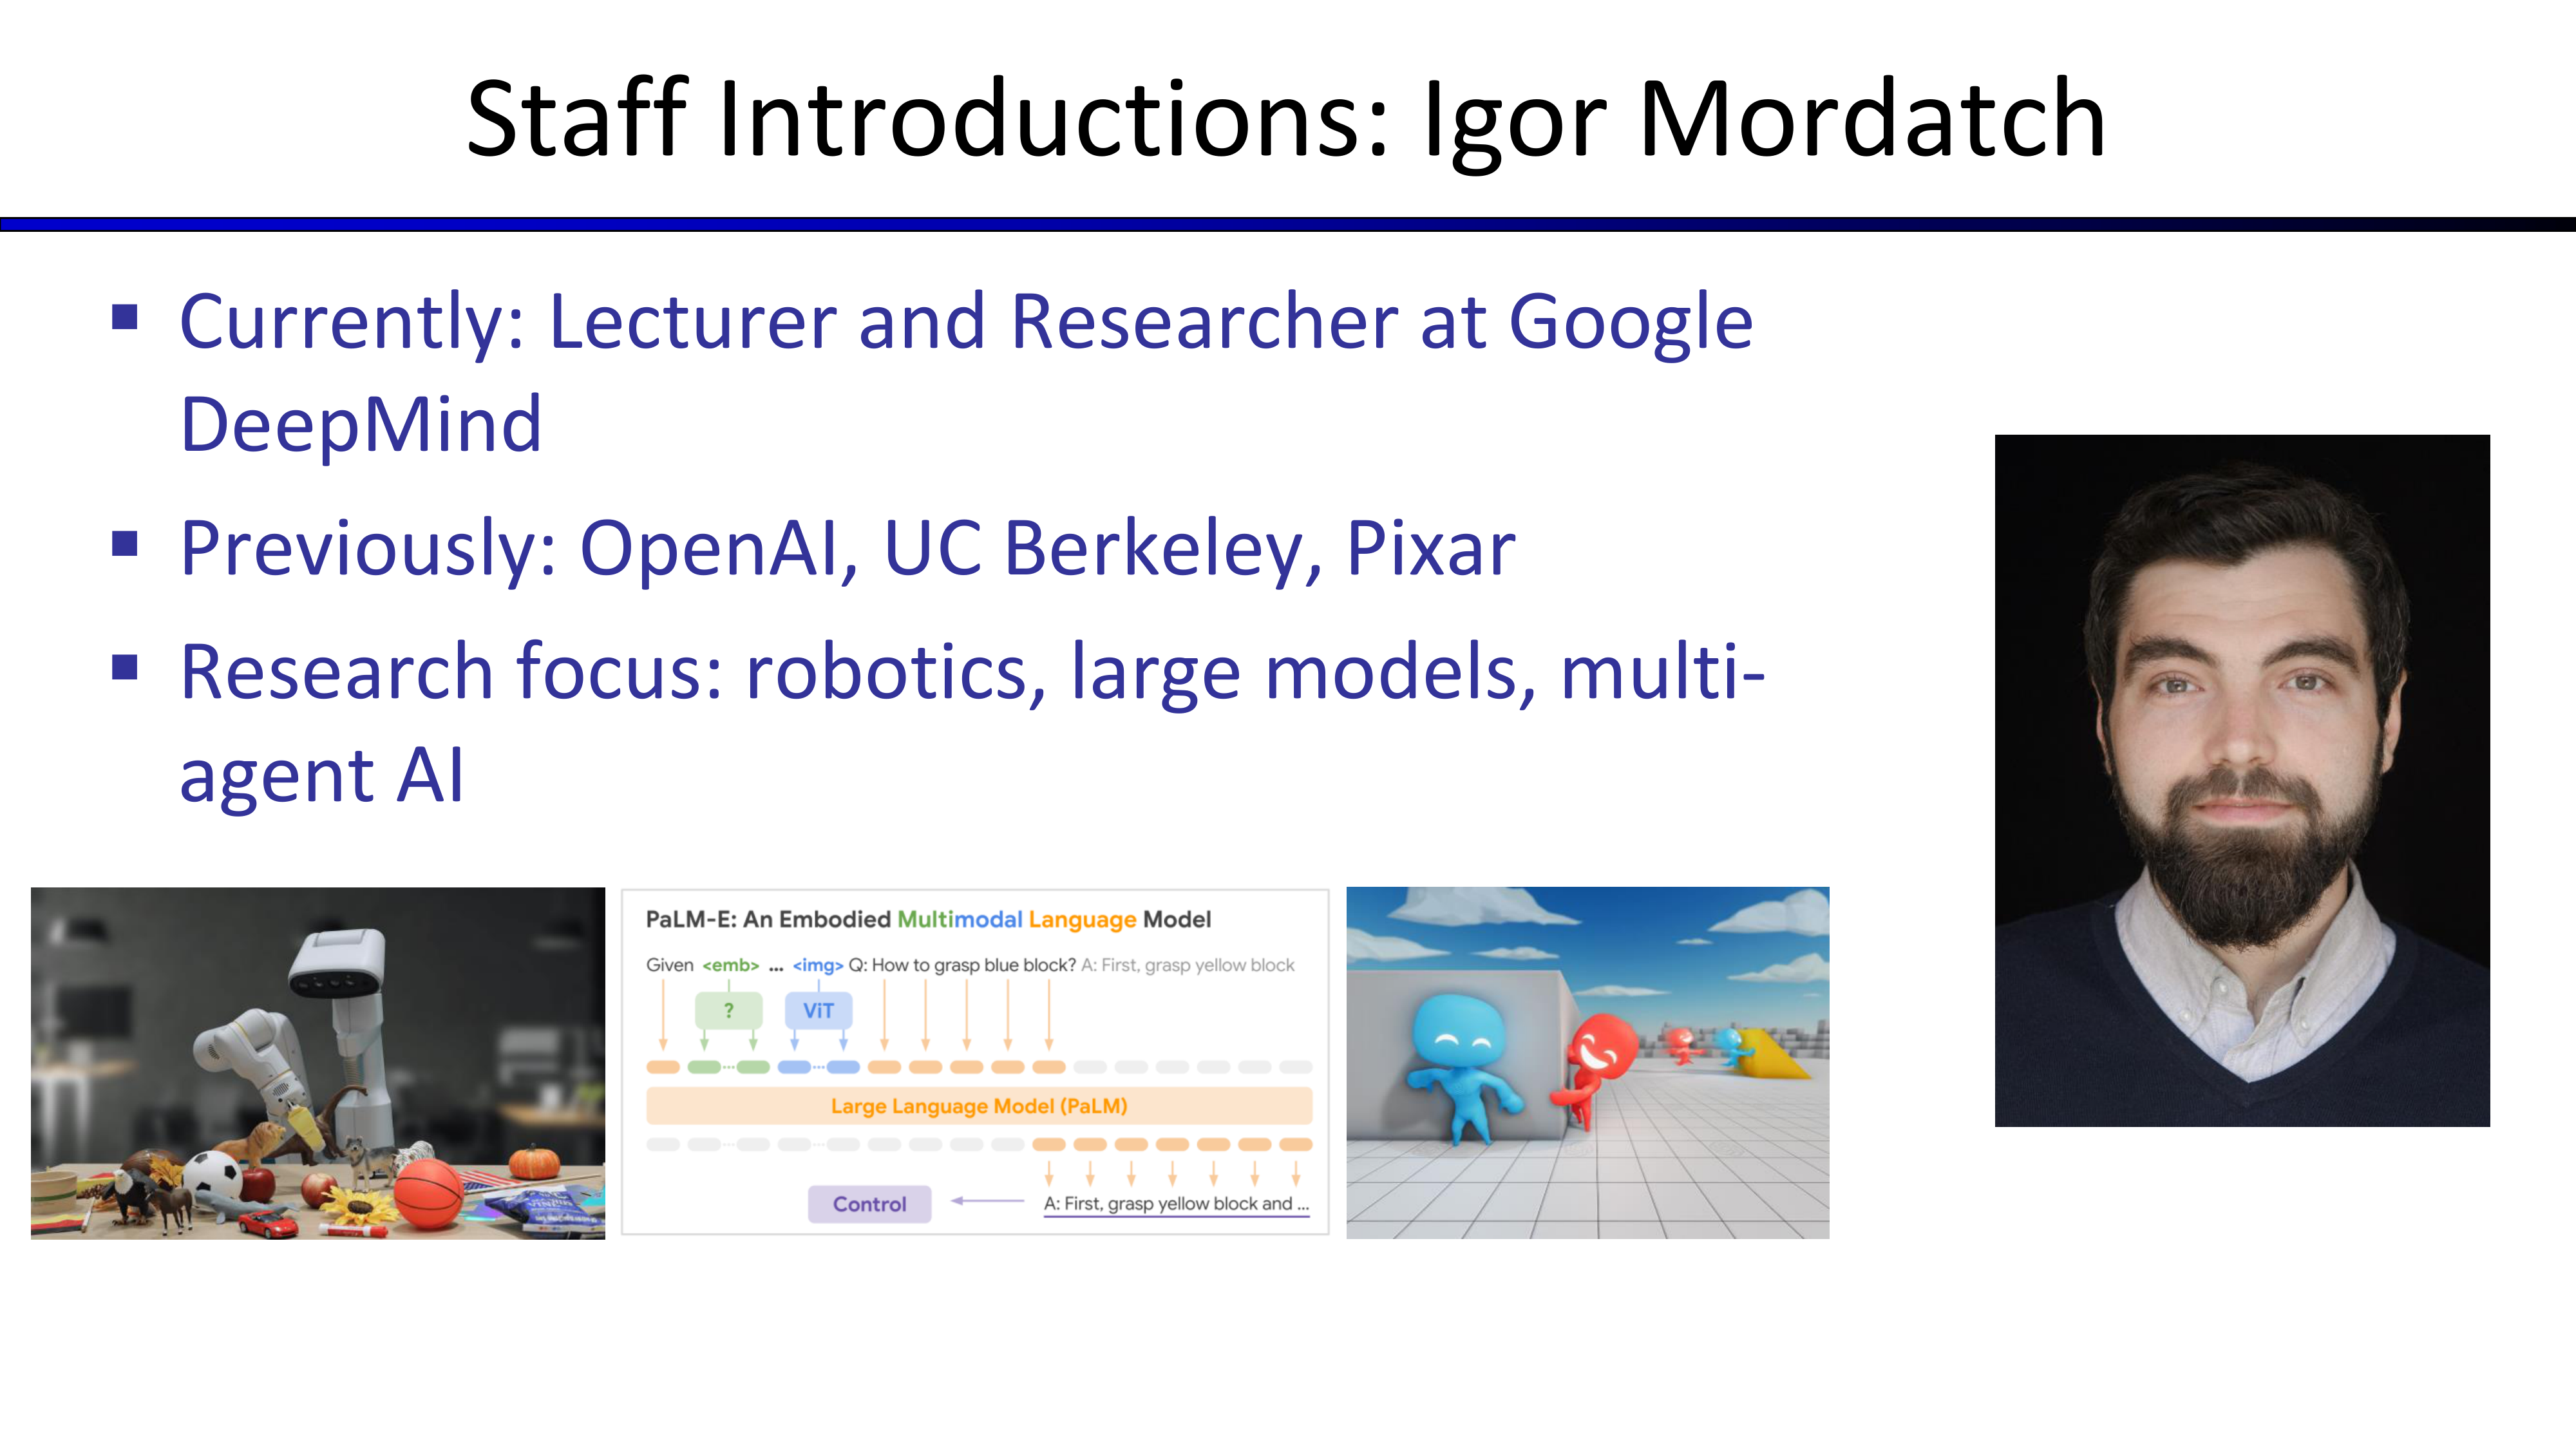 Staff Introductions: Igor Mordatch
▪ Currently: Lecturer and Researcher at Google
DeepMind
▪ Previously: OpenAI, UC Berkeley, Pixar
▪ Research focus: robotics, large models, multi-
agent AI
PaLM-E: An Embodied Multimodal Language Model
Given <emb> ... <img> Q: How to grasp blue block? A: First, grasp yellow block
? ViT
Large Language Model (PaLM)
Control A: First, grasp yellow block and ...